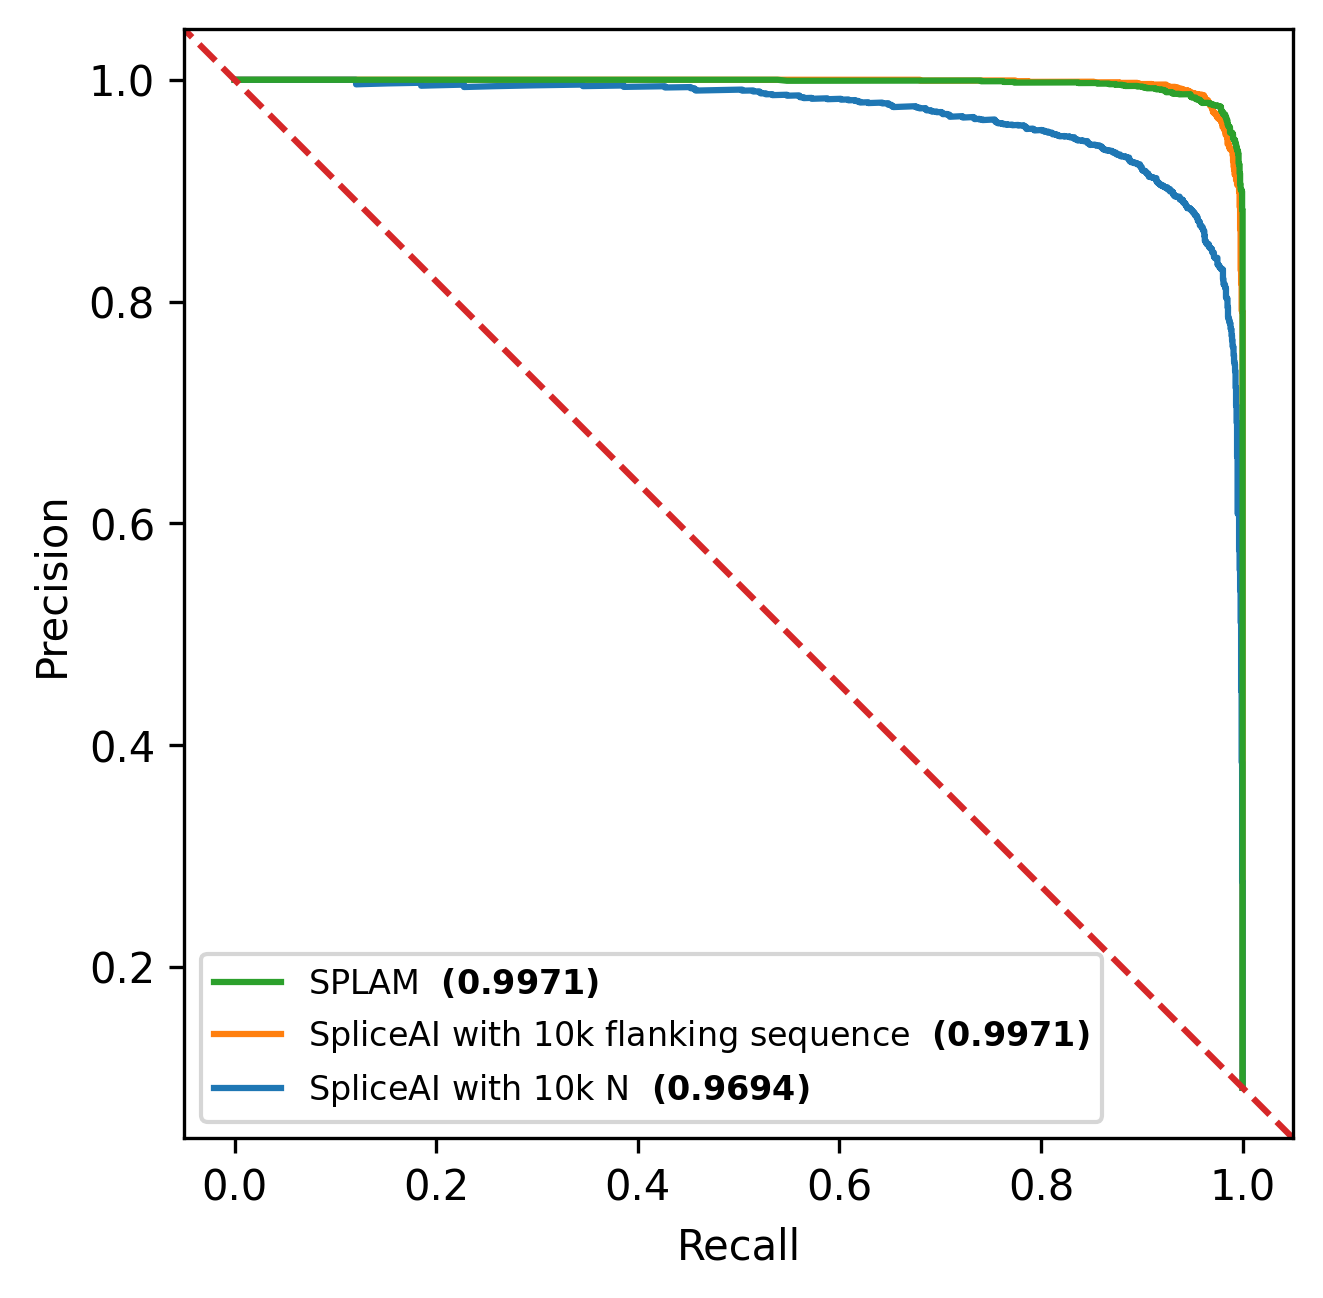 1.0
0.8
0.6
0.4
0.2
Precision
SPLAM (0.9971)
SpliceAI with 10k flanking sequence (0.9971)
SpliceAI with 10k N (0.9694)
0.0 0.2 0.4 0.6 0.8 1.0
Recall